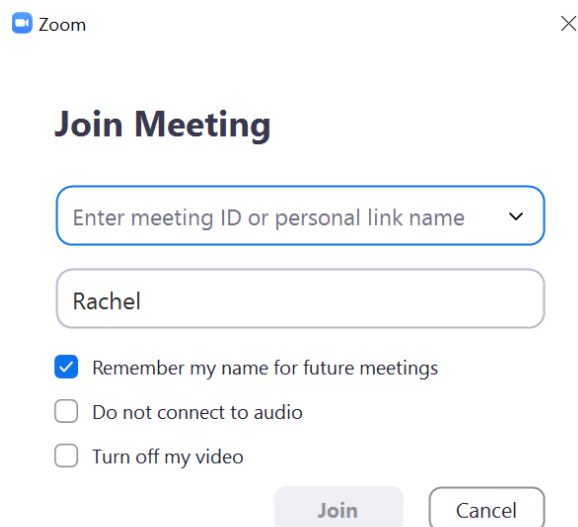 Zoom
Join Meeting
Enter meeting ID or personal link name
Rachel
Remember my name for future meetings
Do not connect to audio
Turn off my video
Join Cancel